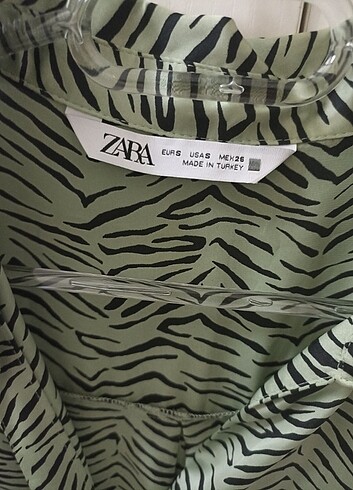 ZARA
EUR S USA S MEX 26
MADE IN TURKEY